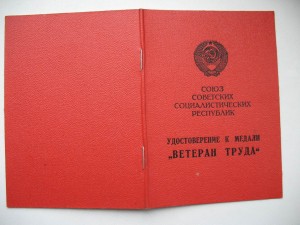 СОЮЗ
СОВЕТСКИХ
СОЦИАЛИСТИЧЕСКИХ
РЕСПУБЛИК
УДОСТОВЕРЕНИЕ К МЕДАЛИ
„ВЕТЕРАН ТРУДА“